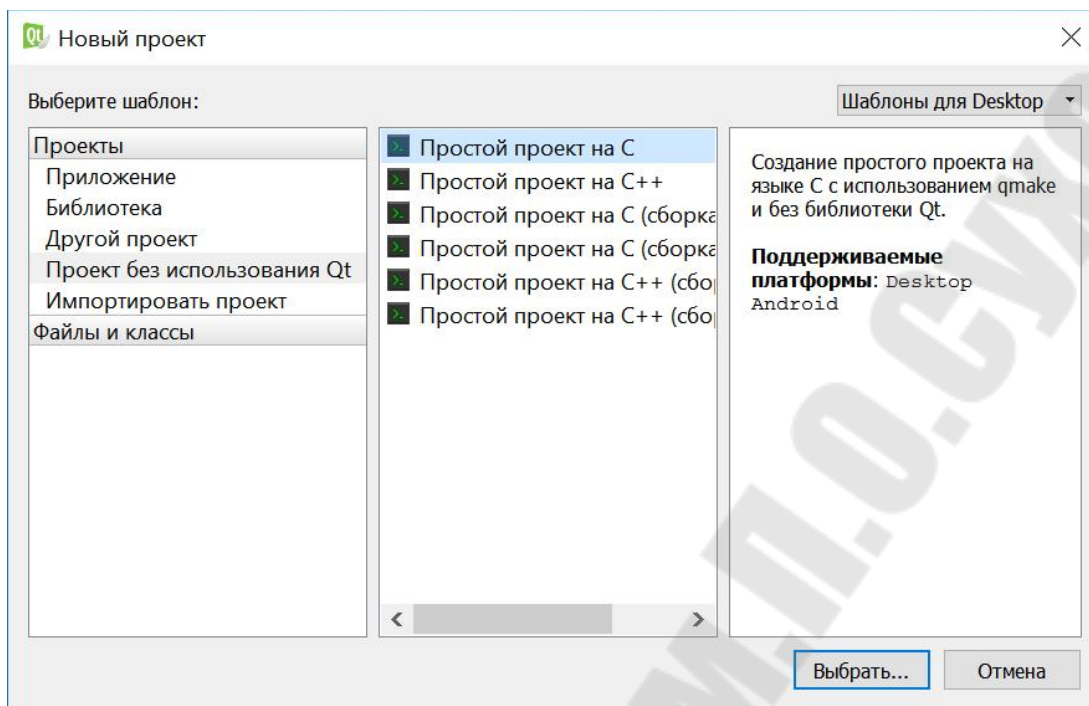 Новый проект
Выберите шаблон:
Шаблоны для Desktop
Проекты
Приложение
Библиотека
Другой проект
Проект без использования Qt
Импортировать проект
Файлы и классы
Простой проект на C
Простой проект на C++
Простой проект на C (сборка
Простой проект на C (сборка
Простой проект на C++ (сбо
Простой проект на C++ (сбо
Создание простого проекта на
языке C с использованием qmake
и без библиотеки Qt.
Поддерживаемые
платформы: Desktop
Android
Выбрать...
Отмена
М.П.О.Сухо